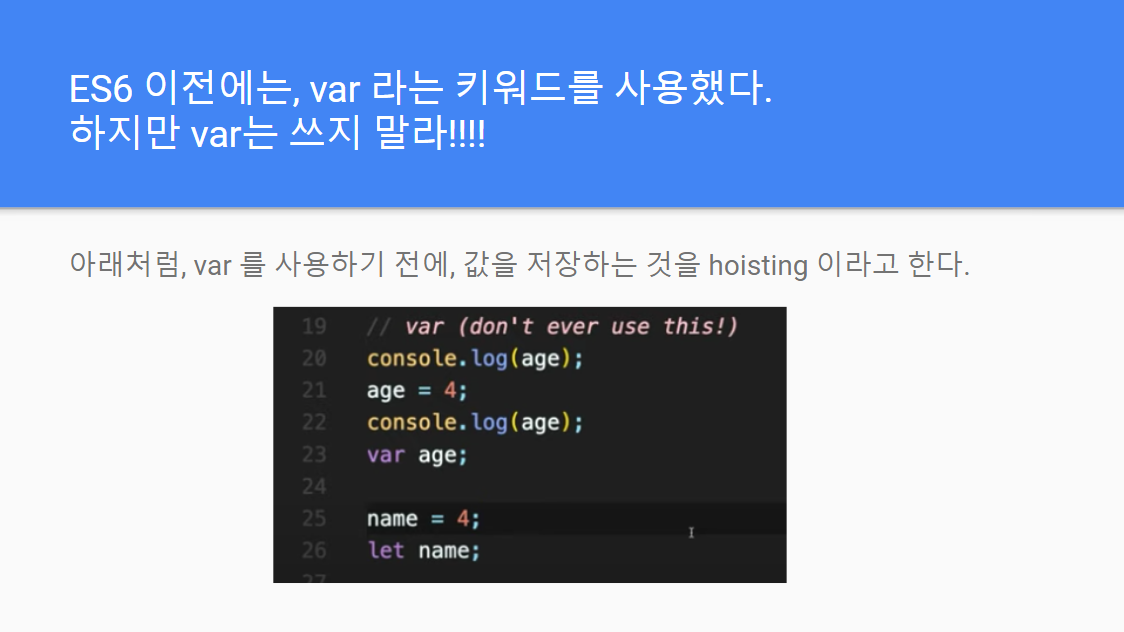 ES6 이전에는, var 라는 키워드를 사용했다.
하지만 var는 쓰지 말라!!!!
아래처럼, var 를 사용하기 전에, 값을 저장하는 것을 hoisting 이라고 한다.
19 // var (don't ever use this!)
20 console.log(age);
21 age = 4;
22 console.log(age);
23 var age;
24
25 name = 4;
26 let name;
27